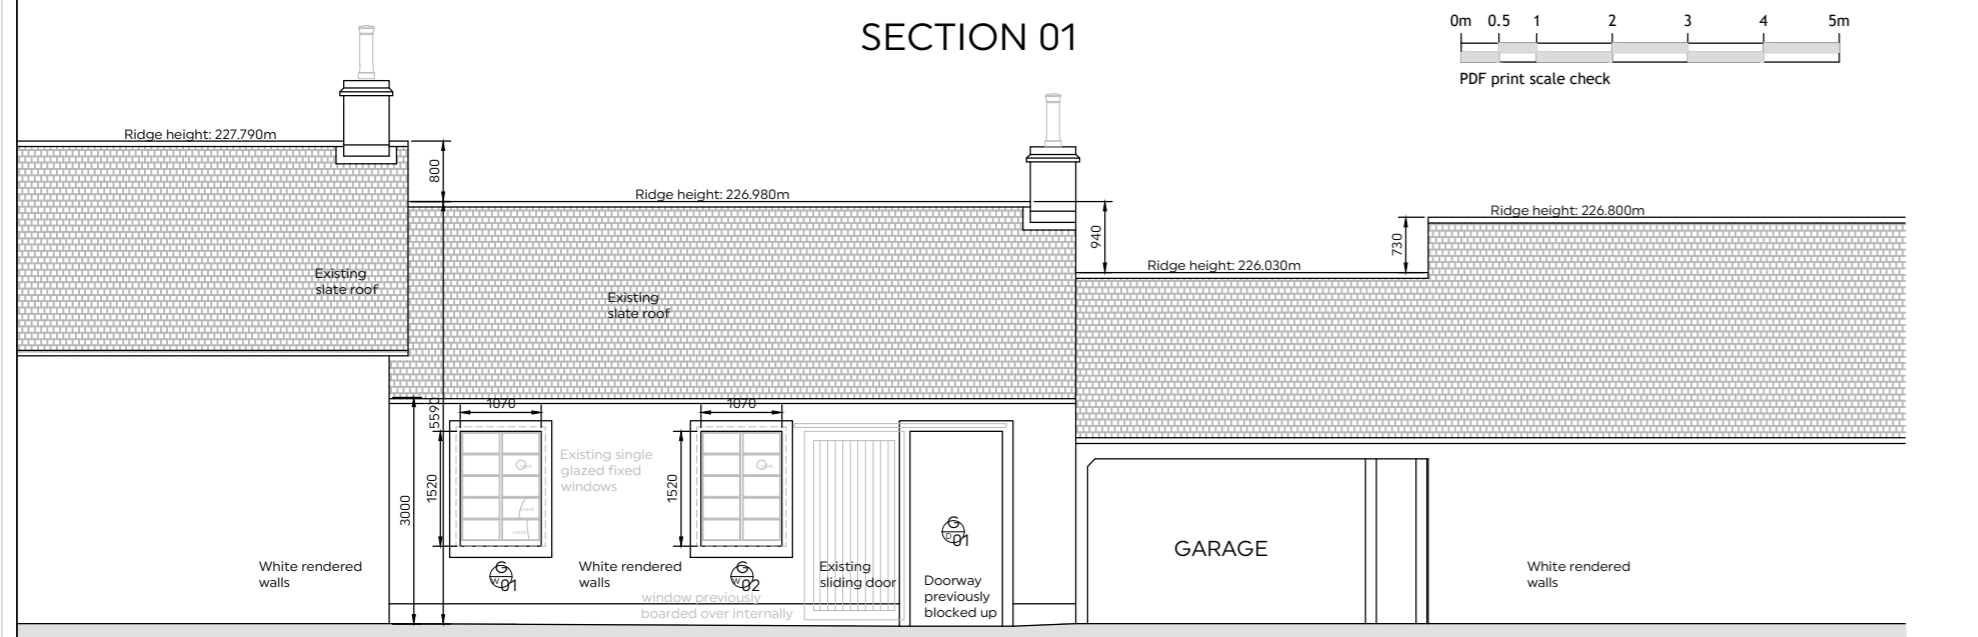 SECTION 01
0m 0.5 1 2 3 4 5m
PDF print scale check
Ridge height: 227.790m
800
Ridge height: 226.980m
940
Ridge height: 226.030m
730
Ridge height: 226.800m
Existing
slate roof
Existing
slate roof
5590
1070
1070
3000
1520
1520
Existing single
glazed fixed
windows
crack
crack
G
W 01
G
W 02
G
D 01
White rendered
walls
White rendered
walls
window previously
boarded over internally
Existing
sliding door
Doorway
previously
blocked up
GARAGE
White rendered
walls